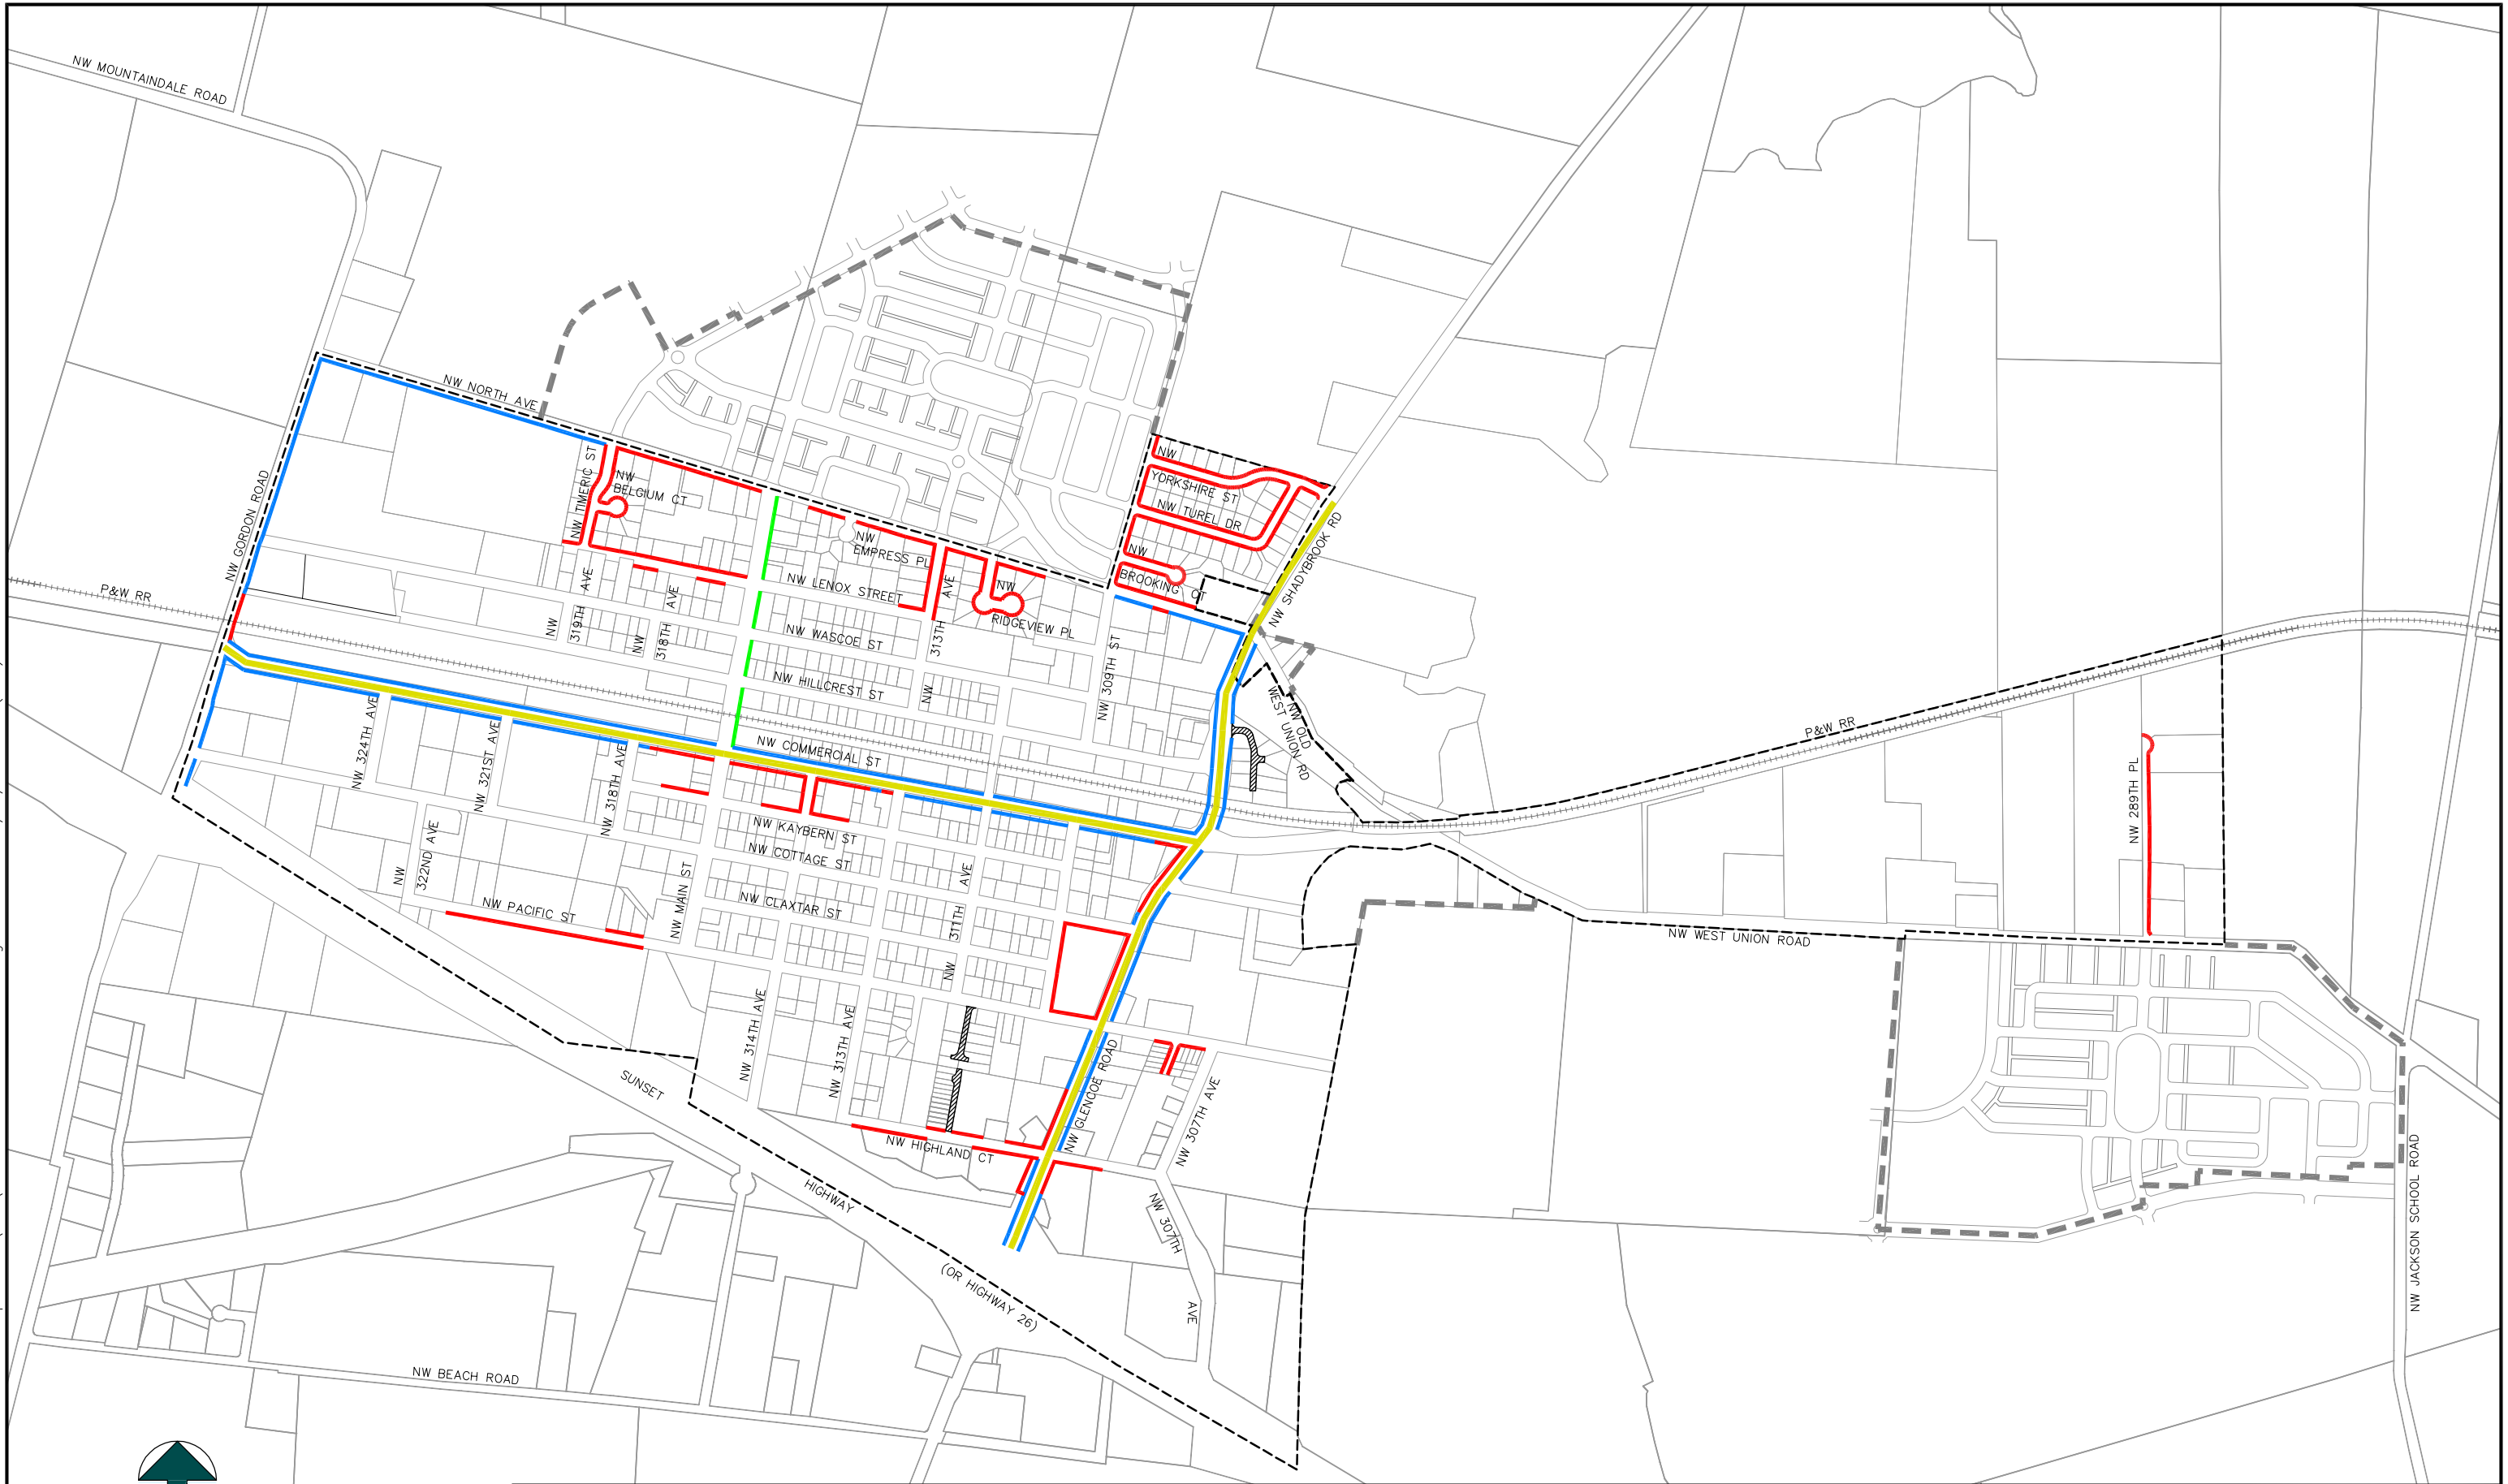 NW MOUNTAINDALE ROAD
NW NORTH AVE
NW GORDON ROAD
P&W RR
NW TIMERIC ST
NW
BELGIUM CT
NW
EMPRESS PL
NW LENOX STREET
NW WASCOE ST
NW HILLCREST ST
NW COMMERCIAL ST
NW
319TH AVE
NW
318TH AVE
NW
313TH AVE
NW
RIDGEVIEW PL
NW 309TH ST
NW
YORKSHIRE ST
NW TUREL DR
NW
BROOKING CT
NW SHADYBROOK RD
NW OLD
WEST UNION RD
NW 324TH AVE
NW 321ST AVE
NW 318TH AVE
NW
322ND AVE
NW PACIFIC ST
NW MAIN ST
NW KAYBERN ST
NW COTTAGE ST
NW CLAXTAR ST
NW
311TH AVE
NW 314TH AVE
NW 313TH AVE
NW HIGHLAND CT
NW GLENCOE ROAD
NW 307TH AVE
NW 307TH
AVE
SUNSET
HIGHWAY
(OR HIGHWAY 26)
NW BEACH ROAD
P&W RR
NW 289TH PL
NW WEST UNION ROAD
NW JACKSON SCHOOL ROAD